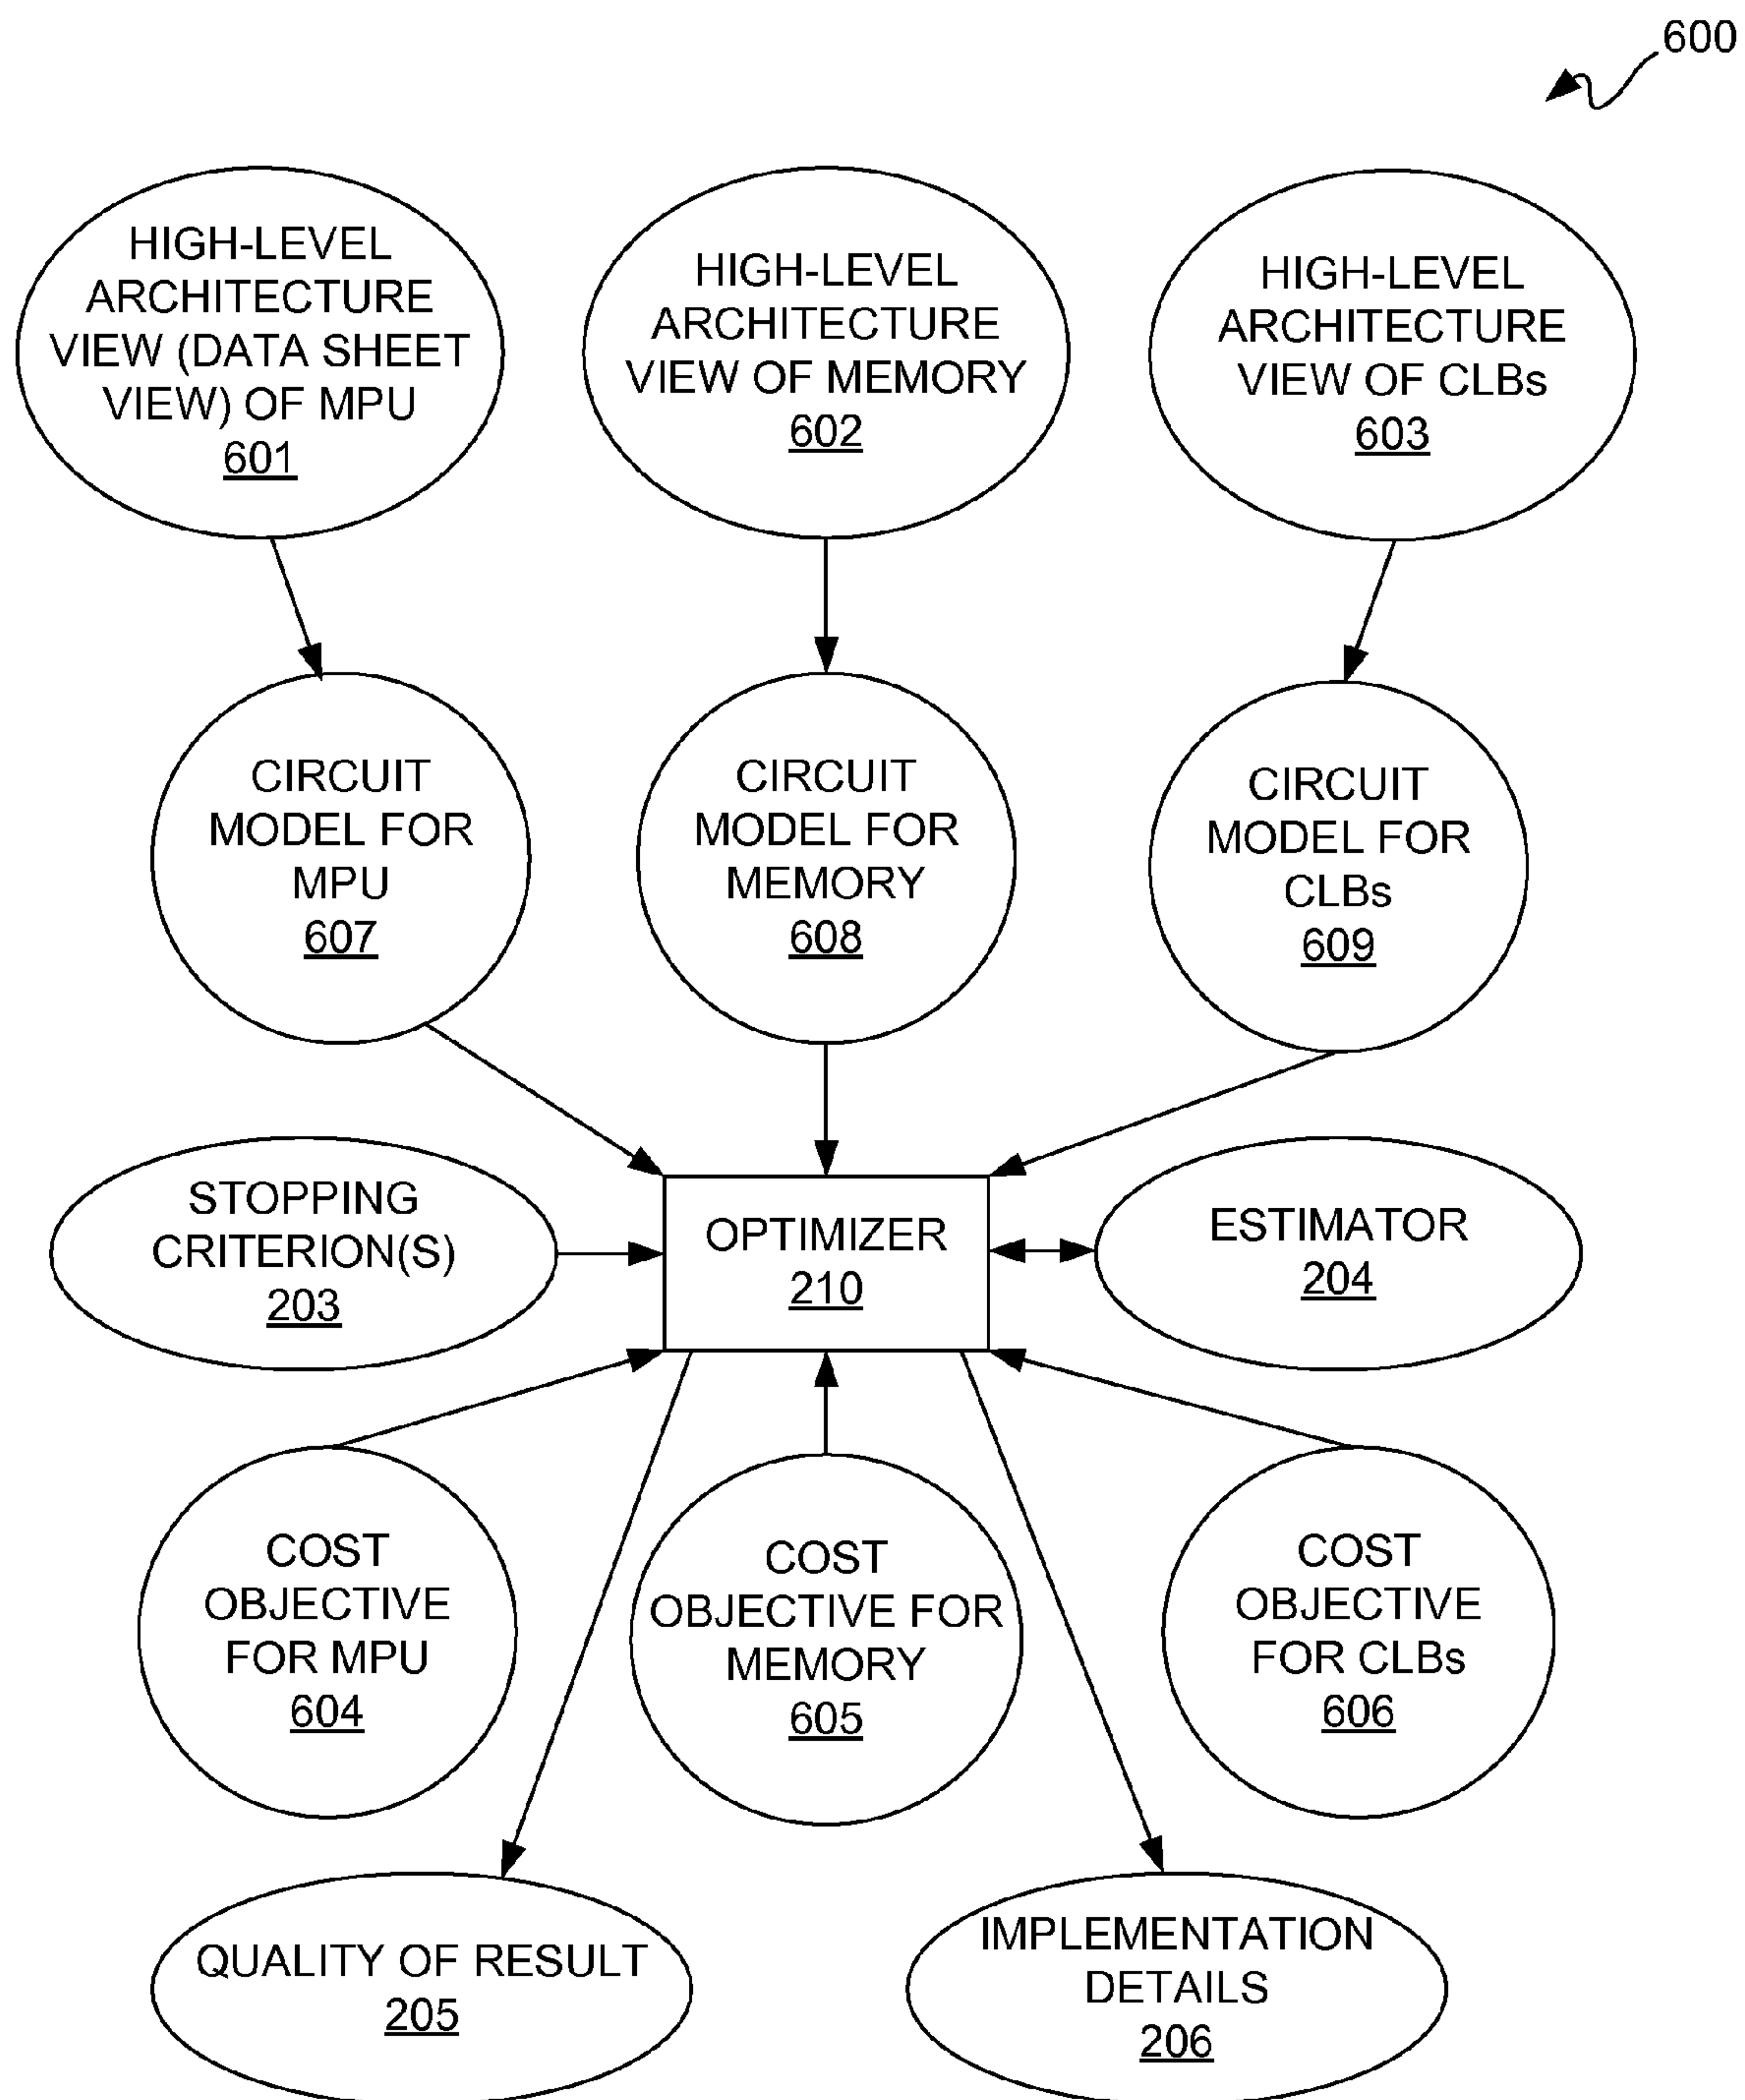 600
HIGH-LEVEL
ARCHITECTURE
VIEW (DATA SHEET
VIEW) OF MPU
601
HIGH-LEVEL
ARCHITECTURE
VIEW OF MEMORY
602
HIGH-LEVEL
ARCHITECTURE
VIEW OF CLBs
603
CIRCUIT
MODEL FOR
MPU
607
CIRCUIT
MODEL FOR
MEMORY
608
CIRCUIT
MODEL FOR
CLBs
609
STOPPING
CRITERION(S)
203
OPTIMIZER
210
ESTIMATOR
204
COST
OBJECTIVE
FOR MPU
604
COST
OBJECTIVE FOR
MEMORY
605
COST
OBJECTIVE
FOR CLBs
606
QUALITY OF RESULT
205
IMPLEMENTATION
DETAILS
206